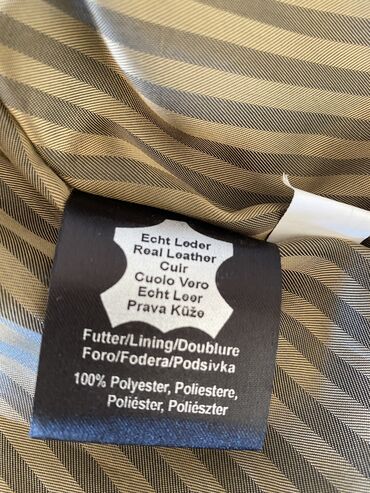 Echt Leder
Real Leather
Cuir
Cuoio Vero
Echt Leer
Prava Kůže
Futter/Lining/Doublure
Foro/Fodera/Podsivka
100% Polyester, Poliestere,
Poliéster, Poliészter